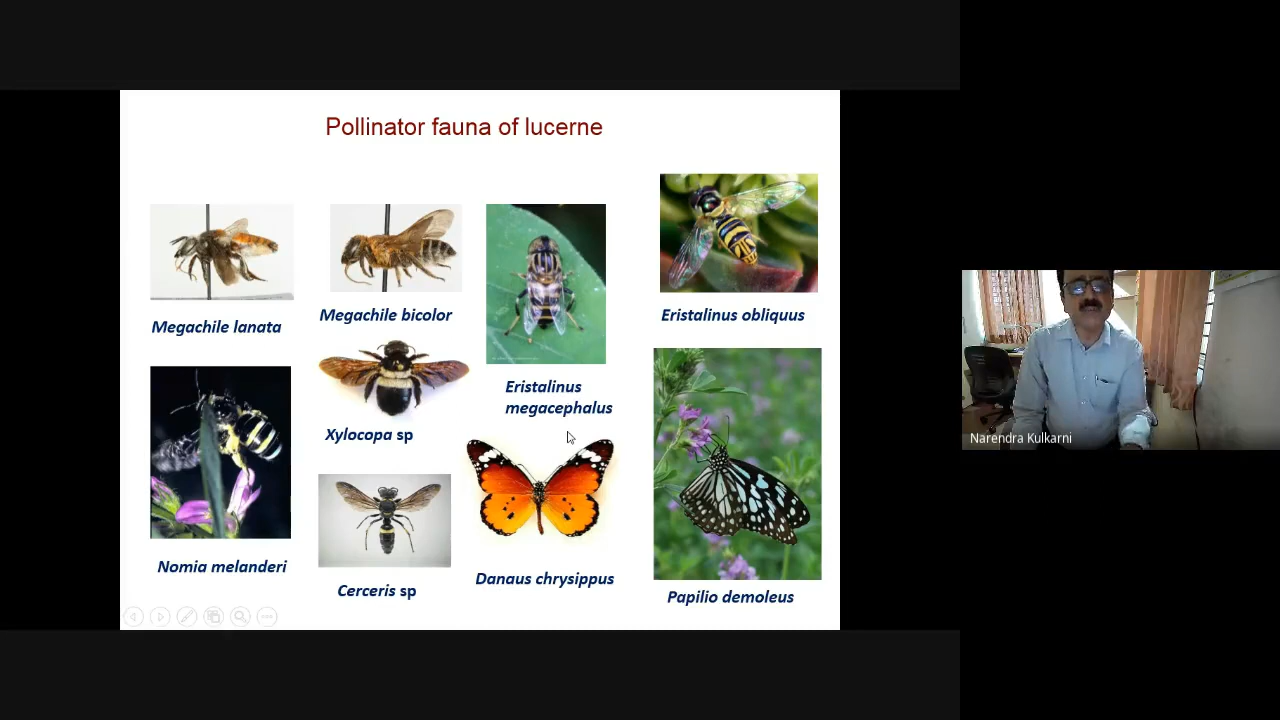 Pollinator fauna of lucerne
Megachile lanata
Megachile bicolor
Eristalinus
megacephalus
Eristalinus obliquus
Xylocopa sp
Nomia melanderi
Cerceris sp
Danaus chrysippus
Papilio demoleus
Narendra Kulkarni